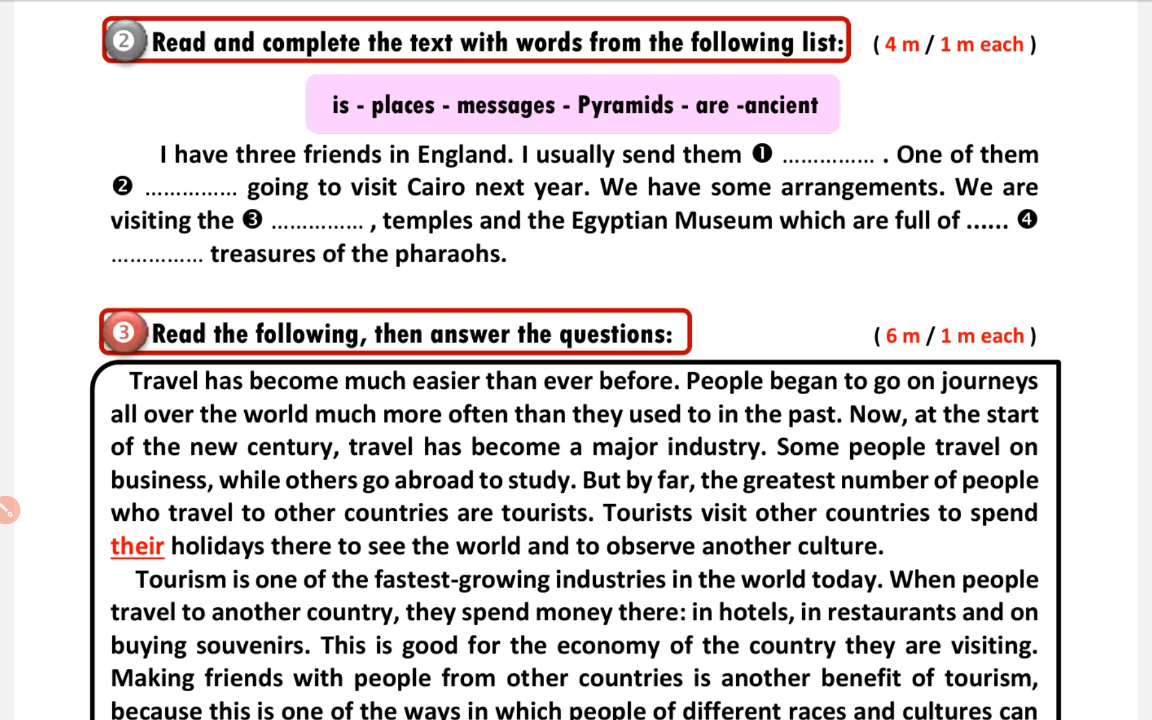 ❷ Read and complete the text with words from the following list: ( 4 m / 1 m each )
is - places - messages - Pyramids - are -ancient
I have three friends in England. I usually send them ❶ ............... . One of them
❷ ............... going to visit Cairo next year. We have some arrangements. We are
visiting the ❸ ............... , temples and the Egyptian Museum which are full of ...... ❹
............... treasures of the pharaohs.
❸ Read the following, then answer the questions: ( 6 m / 1 m each )
Travel has become much easier than ever before. People began to go on journeys
all over the world much more often than they used to in the past. Now, at the start
of the new century, travel has become a major industry. Some people travel on
business, while others go abroad to study. But by far, the greatest number of people
who travel to other countries are tourists. Tourists visit other countries to spend
their holidays there to see the world and to observe another culture.
Tourism is one of the fastest-growing industries in the world today. When people
travel to another country, they spend money there: in hotels, in restaurants and on
buying souvenirs. This is good for the economy of the country they are visiting.
Making friends with people from other countries is another benefit of tourism,
because this is one of the ways in which people of different races and cultures can